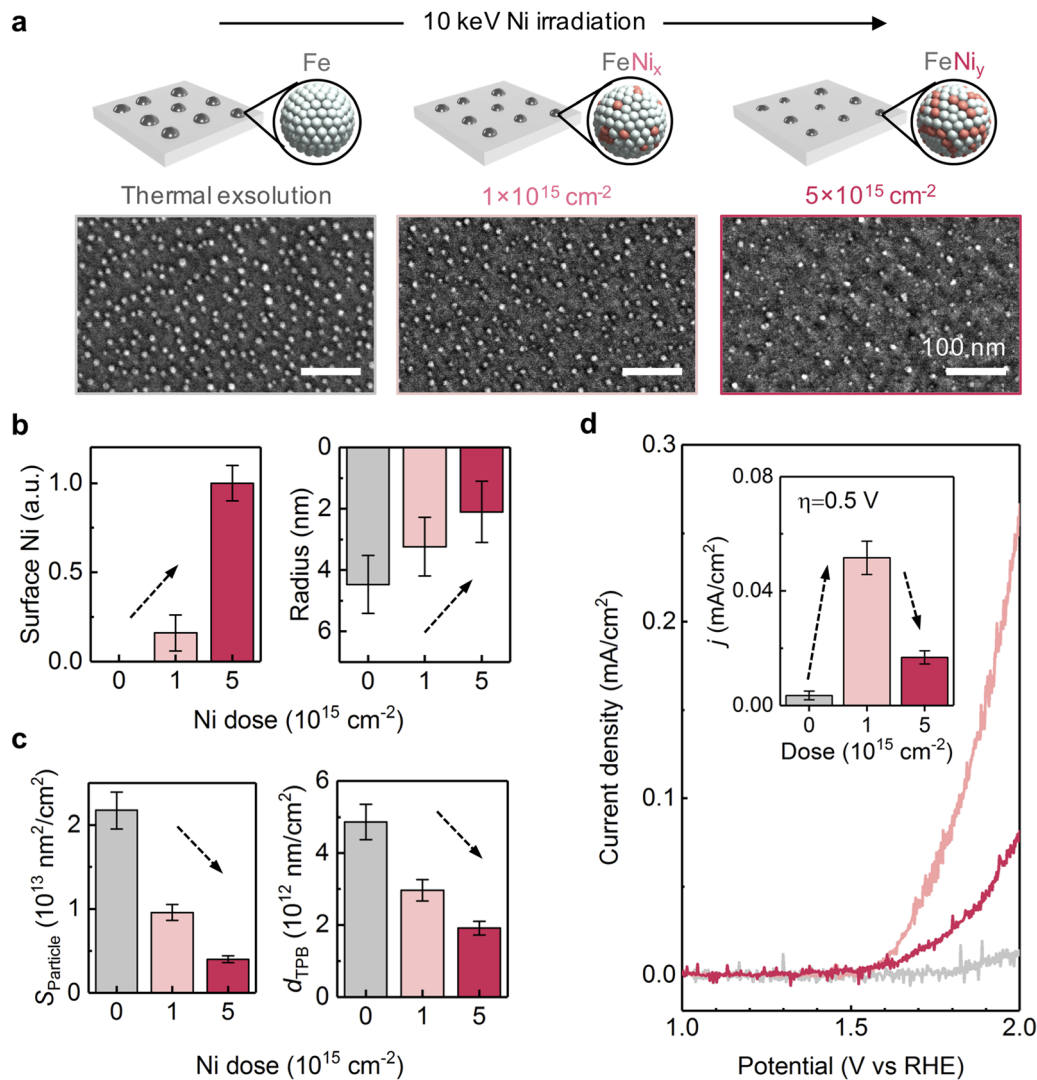 a
10 keV Ni irradiation
Fe
FeNiₓ
FeNiᵧ
Thermal exsolution
1×10¹⁵ cm⁻²
5×10¹⁵ cm⁻²
100 nm
b
Surface Ni (a.u.)
1.0
0.5
0.0
0 1 5
Radius (nm)
0
2
4
6
0 1 5
Ni dose (10¹⁵ cm⁻²)
c
S_Particle (10¹³ nm²/cm²)
2
1
0
0 1 5
d_TPB (10¹² nm/cm²)
6
4
2
0
0 1 5
Ni dose (10¹⁵ cm⁻²)
d
Current density (mA/cm²)
0.3
0.2
0.1
0.0
1.0 1.5 2.0
Potential (V vs RHE)
j (mA/cm²)
0.08
0.04
0.00
η=0.5 V
0 1 5
Dose (10¹⁵ cm⁻²)